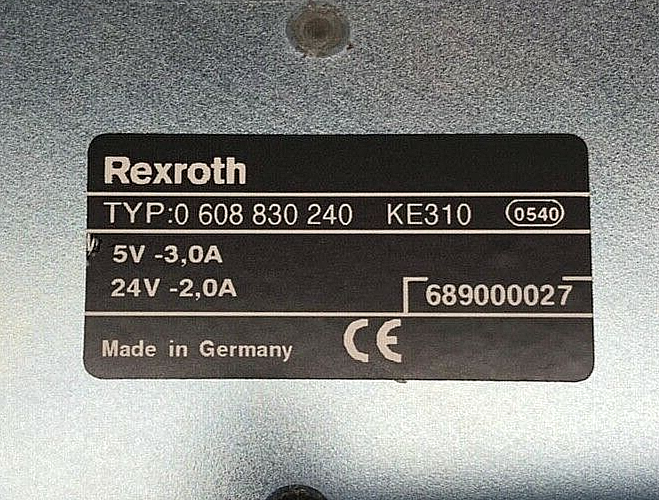 Rexroth
TYP:0 608 830 240 KE310 0540
5V -3,0A
24V -2,0A
689000027
Made in Germany CE